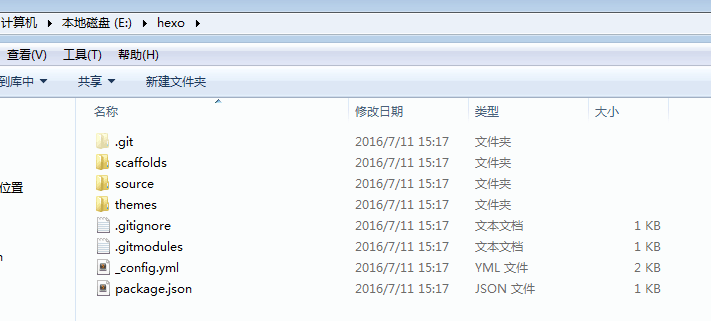 计算机 ▸ 本地磁盘 (E:) ▸ hexo ▸
查看(V) 工具(T) 帮助(H)
到库中 ▼ 共享 ▼ 新建文件夹
名称 修改日期 类型 大小
.git 2016/7/11 15:17 文件夹
scaffolds 2016/7/11 15:17 文件夹
source 2016/7/11 15:17 文件夹
位置
themes 2016/7/11 15:17 文件夹
.gitignore 2016/7/11 15:17 文本文档 1 KB
.gitmodules 2016/7/11 15:17 文本文档 1 KB
_config.yml 2016/7/11 15:17 YML 文件 2 KB
package.json 2016/7/11 15:17 JSON 文件 1 KB